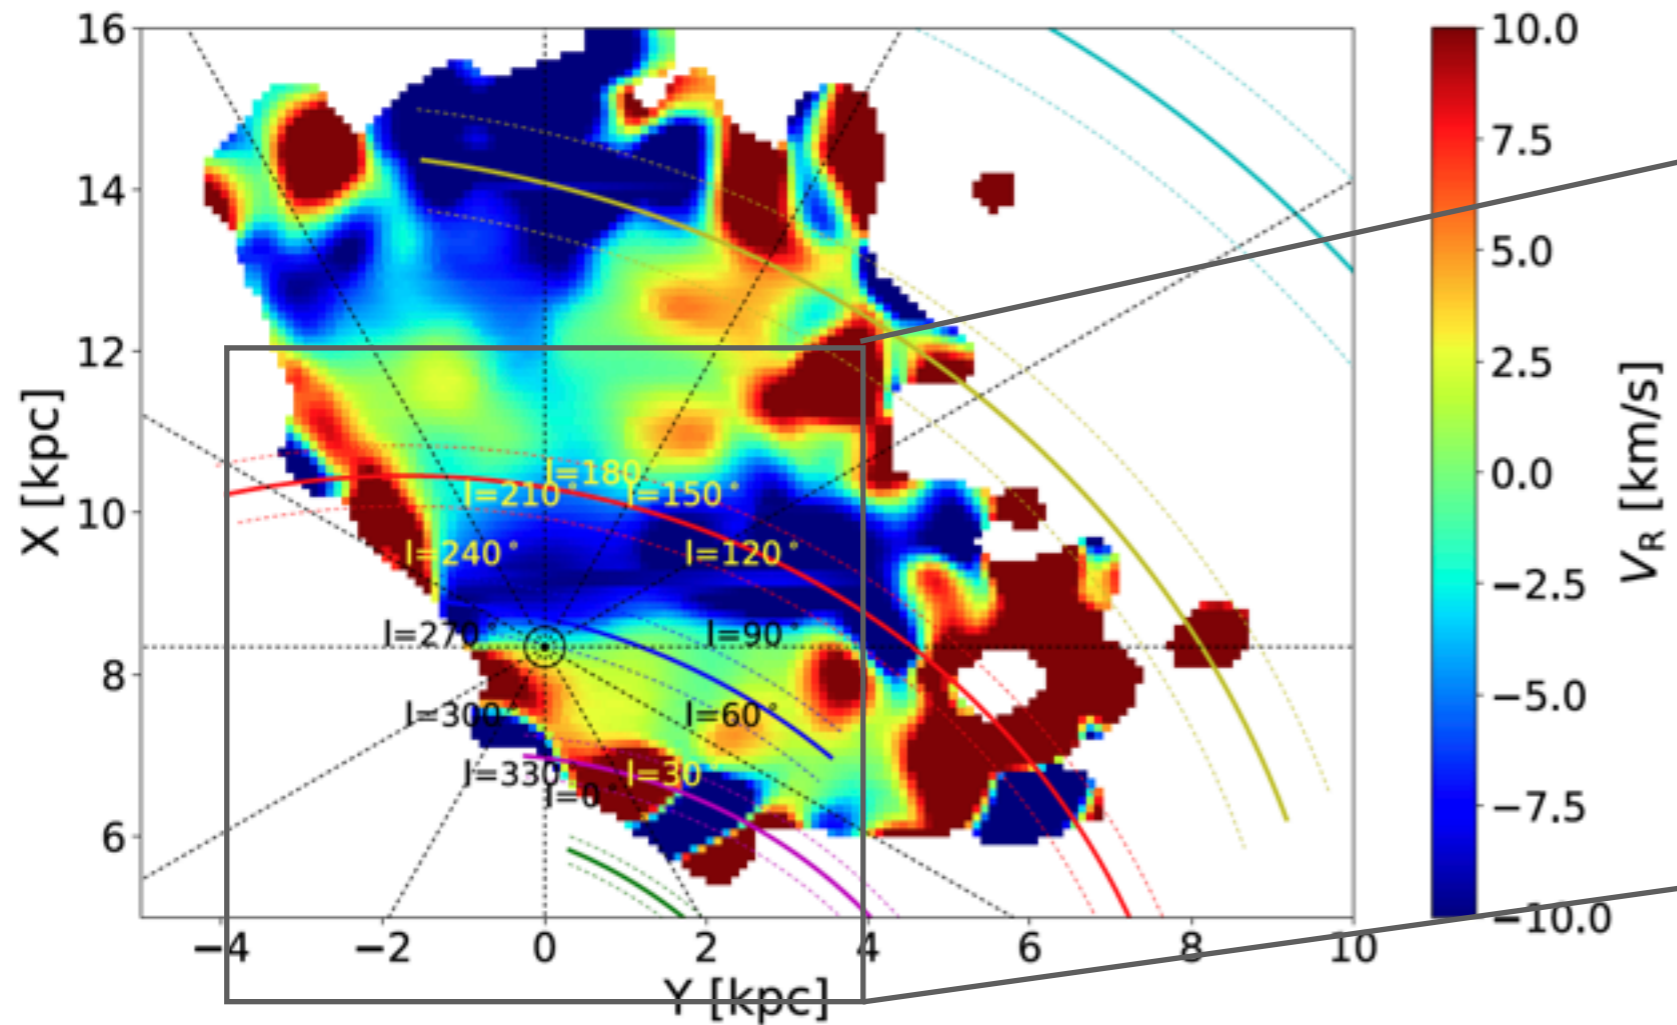 16
14
12
10
8
6
X [kpc]
−4 −2 0 2 4 6 8 10
Y [kpc]
l=180
l=210° l=150°
l=240° l=120°
l=270° l=90°
l=300° l=60°
l=330 l=30
l=0°
10.0
7.5
5.0
2.5
0.0
−2.5
−5.0
−7.5
−10.0
V_R [km/s]